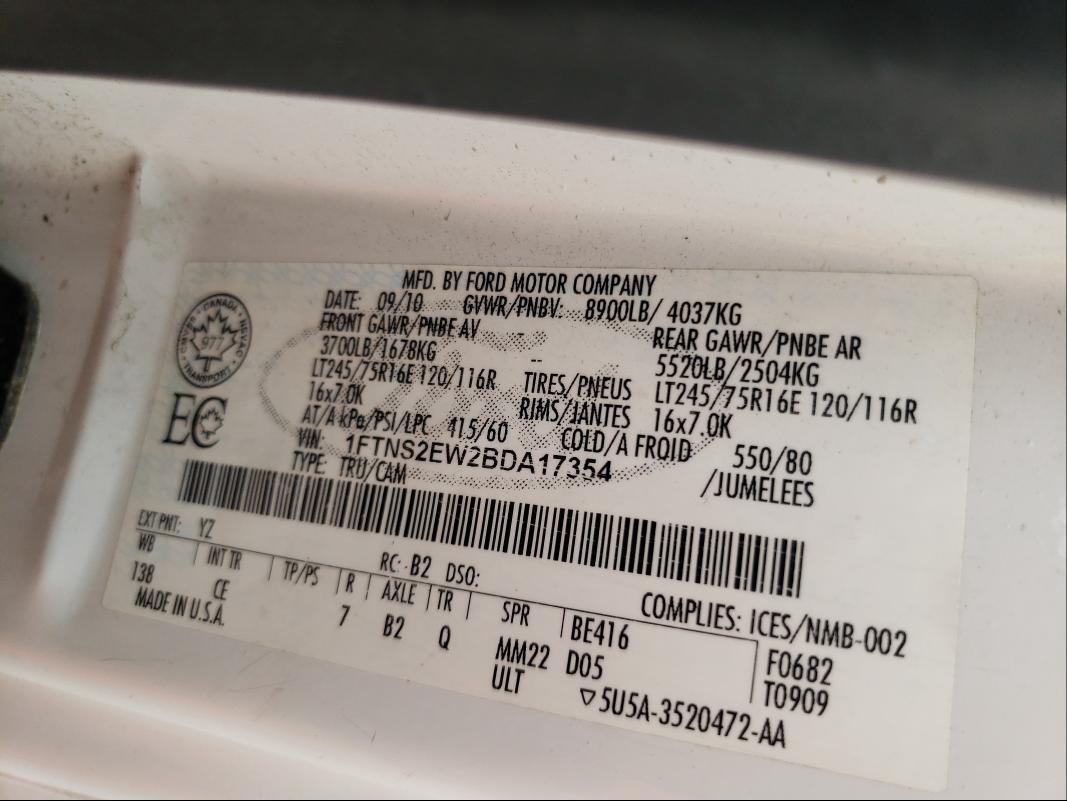 MFD. BY FORD MOTOR COMPANY
DATE: 09/10 GVWR/PNBV: 8900LB/ 4037KG
FRONT GAWR/PNBE AV -- REAR GAWR/PNBE AR
3700LB/1678KG -- 5520LB/2504KG
LT245/75R16E 120/116R TIRES/PNEUS LT245/75R16E 120/116R
16x7.0K RIMS/JANTES 16x7.0K
AT/A kPa/PSI/LPC 415/60 COLD/A FROID 550/80
VIN: 1FTNS2EW2BDA17354 /JUMELEES
TYPE: TRU/CAM
CANADA
TRANSPORT
977
EC
EXT PNT: YZ RC: B2 DSO:
WB INT TR TP/PS R AXLE TR SPR
138 CE 7 B2 Q MM22
MADE IN U.S.A. ULT
COMPLIES: ICES/NMB-002
BE416 F0682
D05 T0909
▽5U5A-3520472-AA